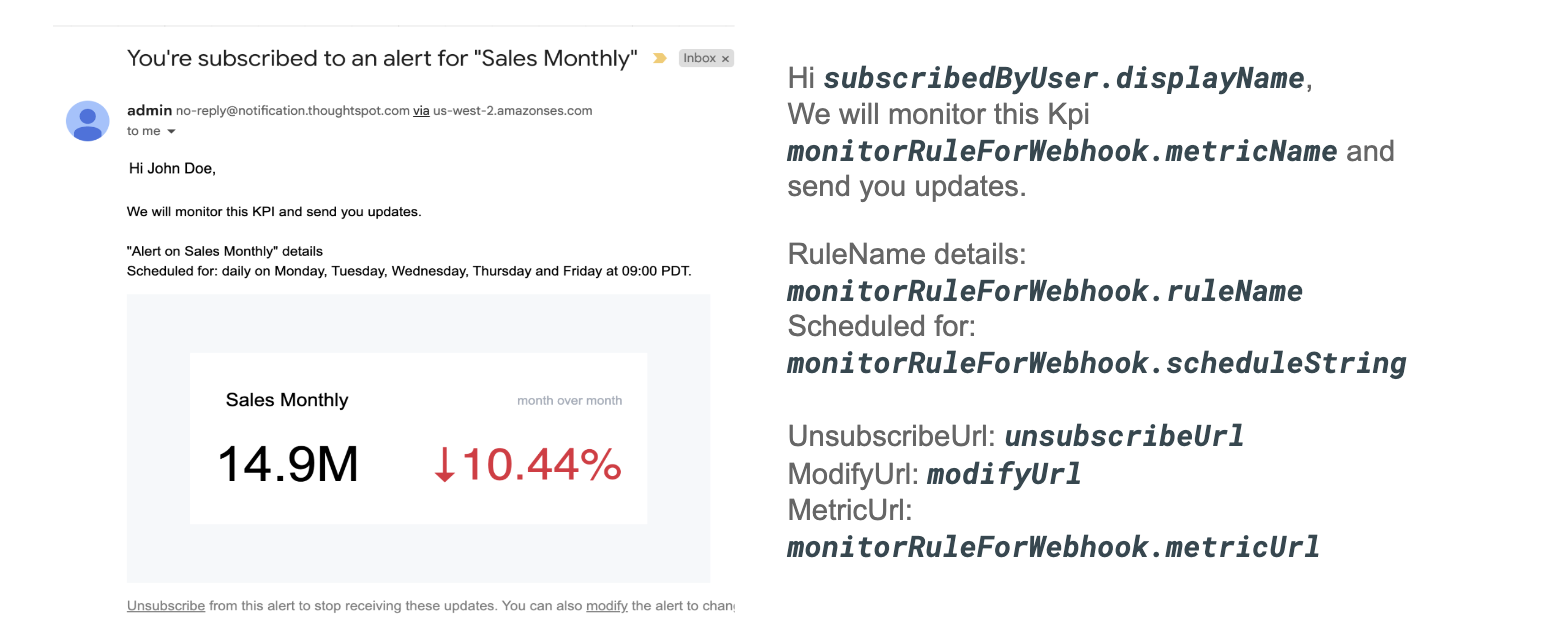 You're subscribed to an alert for "Sales Monthly"
Inbox ×
admin no-reply@notification.thoughtspot.com via us-west-2.amazonses.com
to me
Hi John Doe,
We will monitor this KPI and send you updates.
"Alert on Sales Monthly" details
Scheduled for: daily on Monday, Tuesday, Wednesday, Thursday and Friday at 09:00 PDT.
Sales Monthly
month over month
14.9M
↓10.44%
Unsubscribe from this alert to stop receiving these updates. You can also modify the alert to
Hi subscribedByUser.displayName,
We will monitor this Kpi
monitorRuleForWebhook.metricName and
send you updates.
RuleName details:
monitorRuleForWebhook.ruleName
Scheduled for:
monitorRuleForWebhook.scheduleString
UnsubscribeUrl: unsubscribeUrl
ModifyUrl: modifyUrl
MetricUrl:
monitorRuleForWebhook.metricUrl